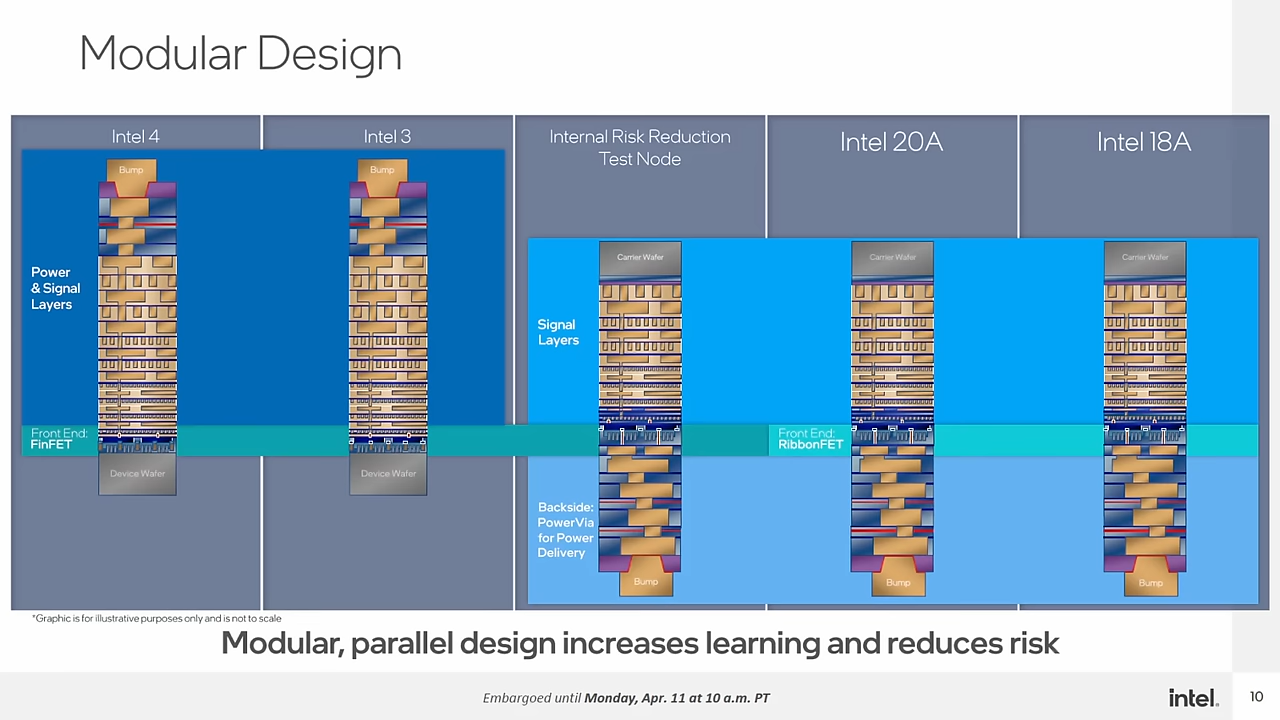 Modular Design
Intel 4
Intel 3
Internal Risk Reduction
Test Node
Intel 20A
Intel 18A
Bump
Bump
Carrier Wafer
Carrier Wafer
Carrier Wafer
Power
& Signal
Layers
Signal
Layers
Front End:
FinFET
Front End:
RibbonFET
Device Wafer
Device Wafer
Backside:
PowerVia
for Power
Delivery
Bump
Bump
Bump
*Graphic is for illustrative purposes only and is not to scale
Modular, parallel design increases learning and reduces risk
Embargoed until Monday, Apr. 11 at 10 a.m. PT
intel.
10